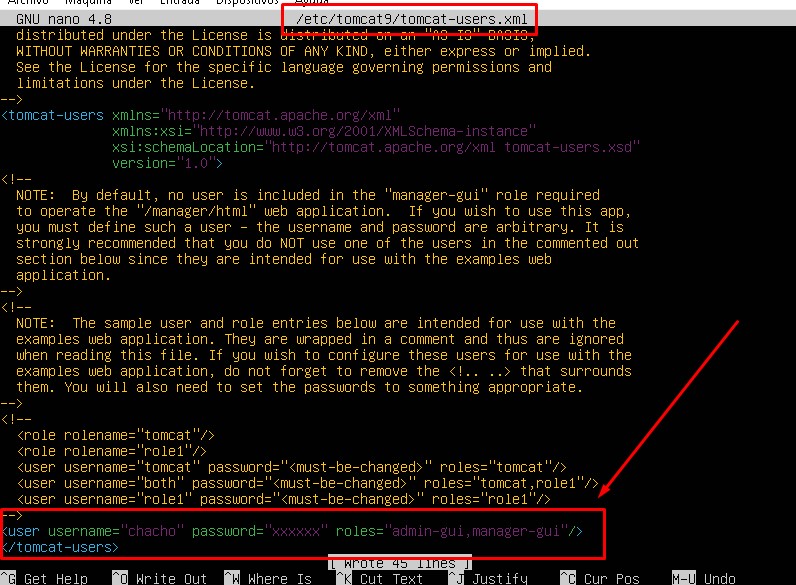 Archivo Máquina Ver Entrada Dispositivos Ayuda
GNU nano 4.8 /etc/tomcat9/tomcat-users.xml
distributed under the License is distributed on an "AS IS" BASIS,
WITHOUT WARRANTIES OR CONDITIONS OF ANY KIND, either express or implied.
See the License for the specific language governing permissions and
limitations under the License.
-->
<tomcat-users xmlns="http://tomcat.apache.org/xml"
xmlns:xsi="http://www.w3.org/2001/XMLSchema-instance"
xsi:schemaLocation="http://tomcat.apache.org/xml tomcat-users.xsd"
version="1.0">
<!--
NOTE:  By default, no user is included in the "manager-gui" role required
to operate the "/manager/html" web application.  If you wish to use this app,
you must define such a user - the username and password are arbitrary. It is
strongly recommended that you do NOT use one of the users in the commented out
section below since they are intended for use with the examples web
application.
-->
<!--
NOTE:  The sample user and role entries below are intended for use with the
examples web application. They are wrapped in a comment and thus are ignored
when reading this file. If you wish to configure these users for use with the
examples web application, do not forget to remove the <!.. ..> that surrounds
them. You will also need to set the passwords to something appropriate.
-->
<!--
<role rolename="tomcat"/>
<role rolename="role1"/>
<user username="tomcat" password="<must-be-changed>" roles="tomcat"/>
<user username="both" password="<must-be-changed>" roles="tomcat,role1"/>
<user username="role1" password="<must-be-changed>" roles="role1"/>
-->
<user username="chacho" password="xxxxxx" roles="admin-gui,manager-gui"/>
</tomcat-users>
[ Wrote 45 lines ]
^G Get Help ^O Write Out ^W Where Is ^K Cut Text ^J Justify ^C Cur Pos M-U Undo